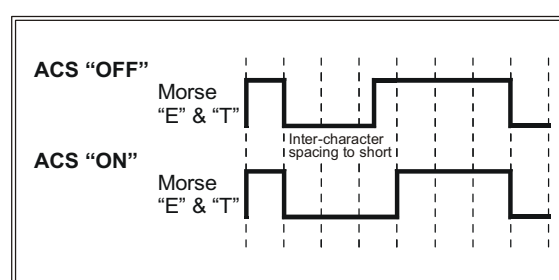 ACS “OFF”
Morse
“E” & “T”
Inter-character
spacing to short
ACS “ON”
Morse
“E” & “T”